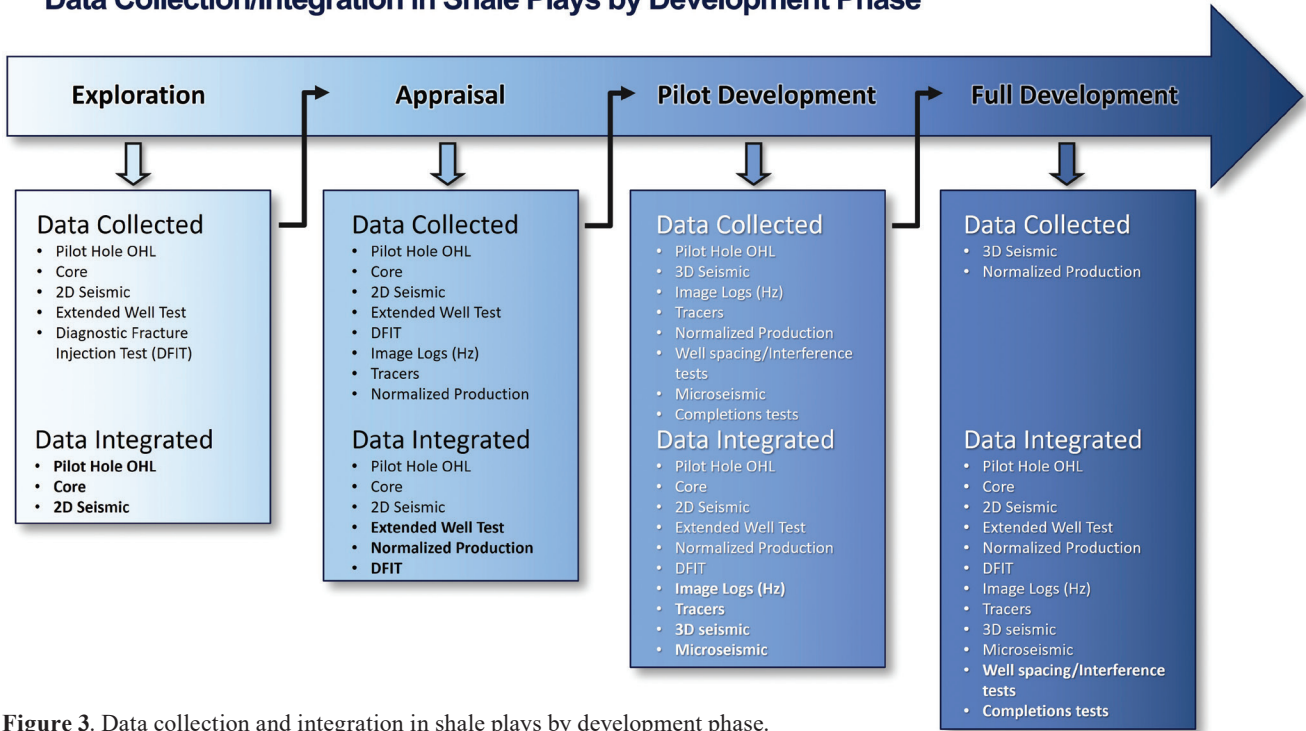 Data Collection/Integration in Shale Plays by Development Phase
Exploration
Appraisal
Pilot Development
Full Development
Data Collected
• Pilot Hole OHL
• Core
• 2D Seismic
• Extended Well Test
• Diagnostic Fracture
Injection Test (DFIT)
Data Integrated
• Pilot Hole OHL
• Core
• 2D Seismic
Data Collected
• Pilot Hole OHL
• Core
• 2D Seismic
• Extended Well Test
• DFIT
• Image Logs (Hz)
• Tracers
• Normalized Production
Data Integrated
• Pilot Hole OHL
• Core
• 2D Seismic
• Extended Well Test
• Normalized Production
• DFIT
Data Collected
• Pilot Hole OHL
• 3D Seismic
• Image Logs (Hz)
• Tracers
• Normalized Production
• Well spacing/Interference
tests
• Microseismic
• Completions tests
Data Integrated
• Pilot Hole OHL
• Core
• 2D Seismic
• Extended Well Test
• Normalized Production
• DFIT
• Image Logs (Hz)
• Tracers
• 3D seismic
• Microseismic
Data Collected
• 3D Seismic
• Normalized Production
Data Integrated
• Pilot Hole OHL
• Core
• 2D Seismic
• Extended Well Test
• Normalized Production
• DFIT
• Image Logs (Hz)
• Tracers
• 3D seismic
• Microseismic
• Well spacing/Interference
tests
• Completions tests
Figure 3. Data collection and integration in shale plays by development phase.